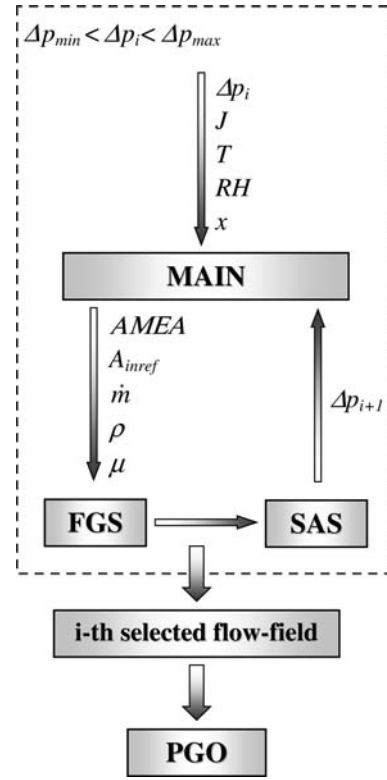 Δp_min < Δp_i < Δp_max
Δp_i
J
T
RH
x
MAIN
AMEA
A_inref
ṁ
ρ
μ
Δp_i+1
FGS
SAS
i-th selected flow-field
PGO